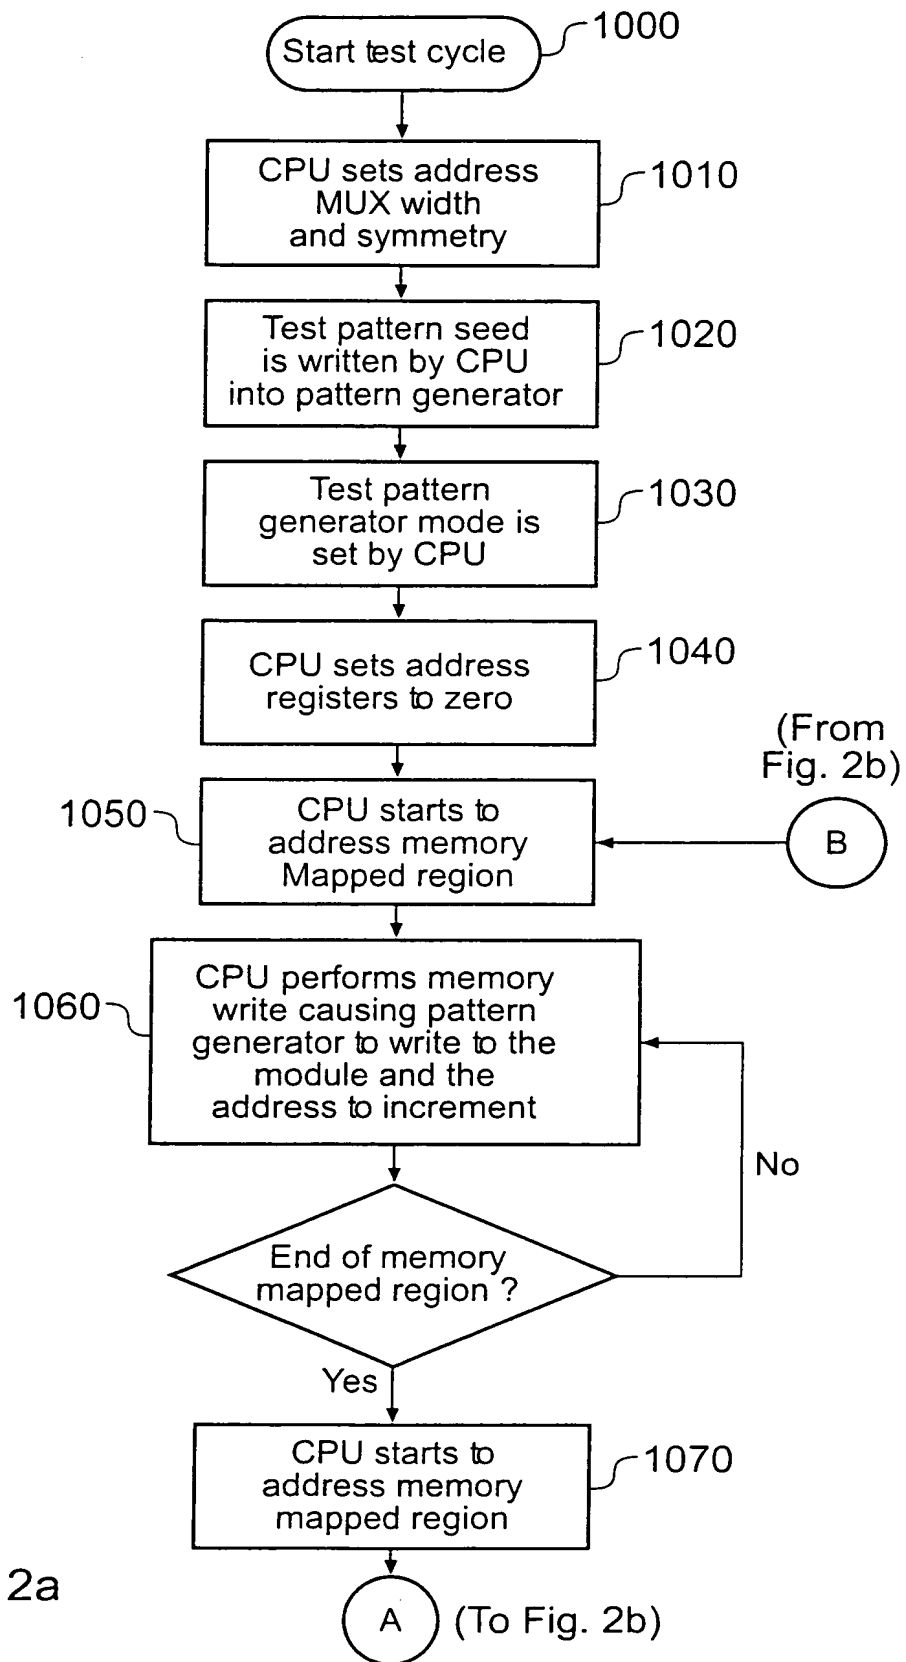 Start test cycle
1000
CPU sets address
MUX width
and symmetry
1010
Test pattern seed
is written by CPU
into pattern generator
1020
Test pattern
generator mode is
set by CPU
1030
CPU sets address
registers to zero
1040
(From
Fig. 2b)
B
1050
CPU starts to
address memory
Mapped region
1060
CPU performs memory
write causing pattern
generator to write to the
module and the
address to increment
No
End of memory
mapped region ?
Yes
CPU starts to
address memory
mapped region
1070
2a
A
(To Fig. 2b)